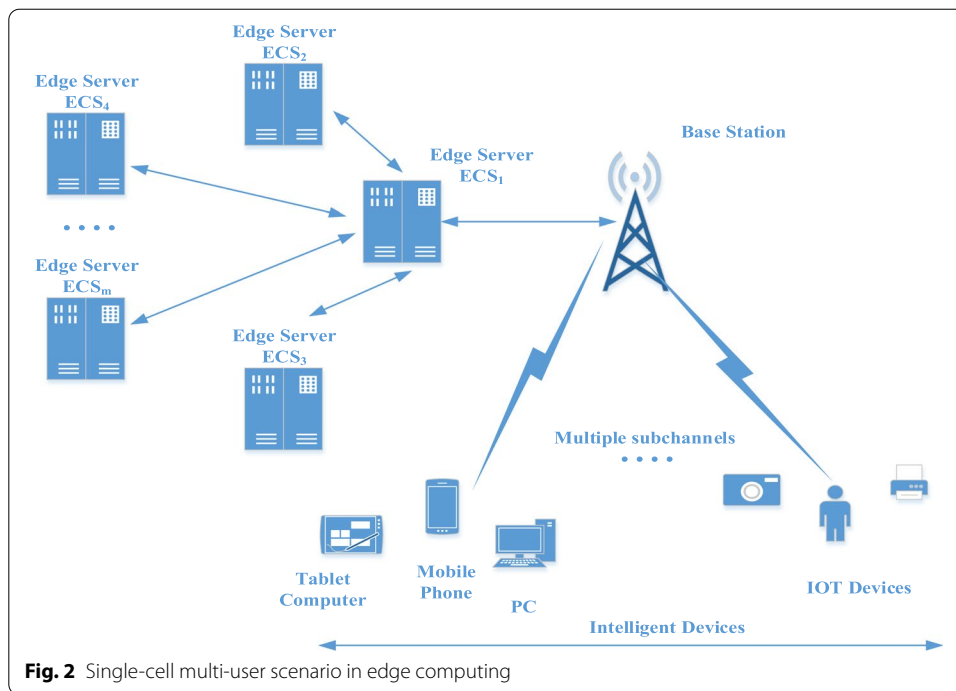 Edge Server
ECS₂
Edge Server
ECS₄
Base Station
Edge Server
ECS₁
• • • •
Edge Server
ECSₘ
Edge Server
ECS₃
Multiple subchannels
• • • •
Tablet
Computer
Mobile
Phone
PC
IOT Devices
Intelligent Devices
Fig. 2 Single-cell multi-user scenario in edge computing